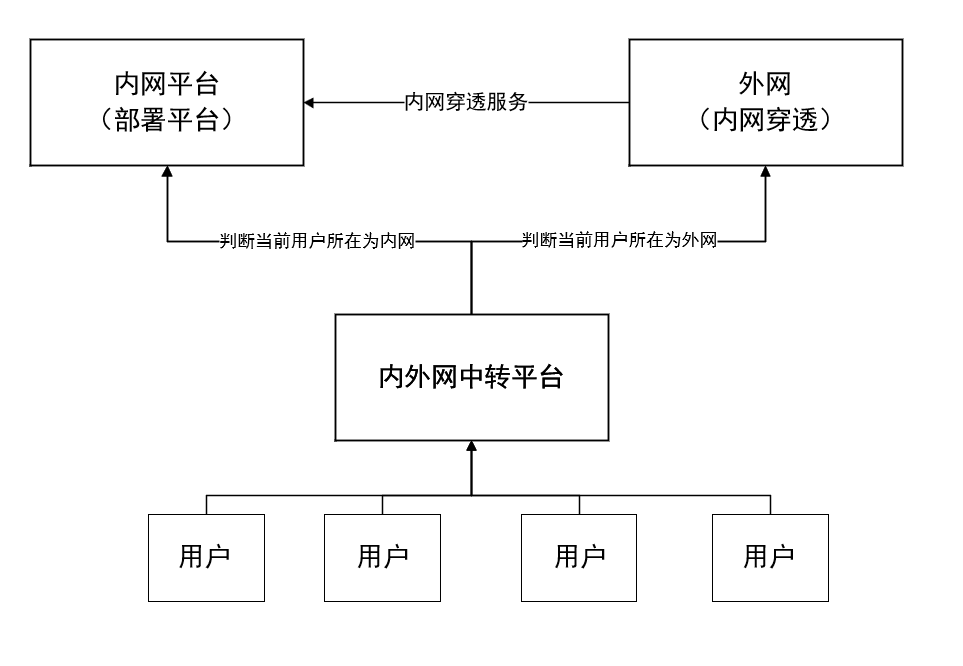 内网平台
（部署平台）
内网穿透服务
外网
（内网穿透）
判断当前用户所在为内网
判断当前用户所在为外网
内外网中转平台
用户
用户
用户
用户